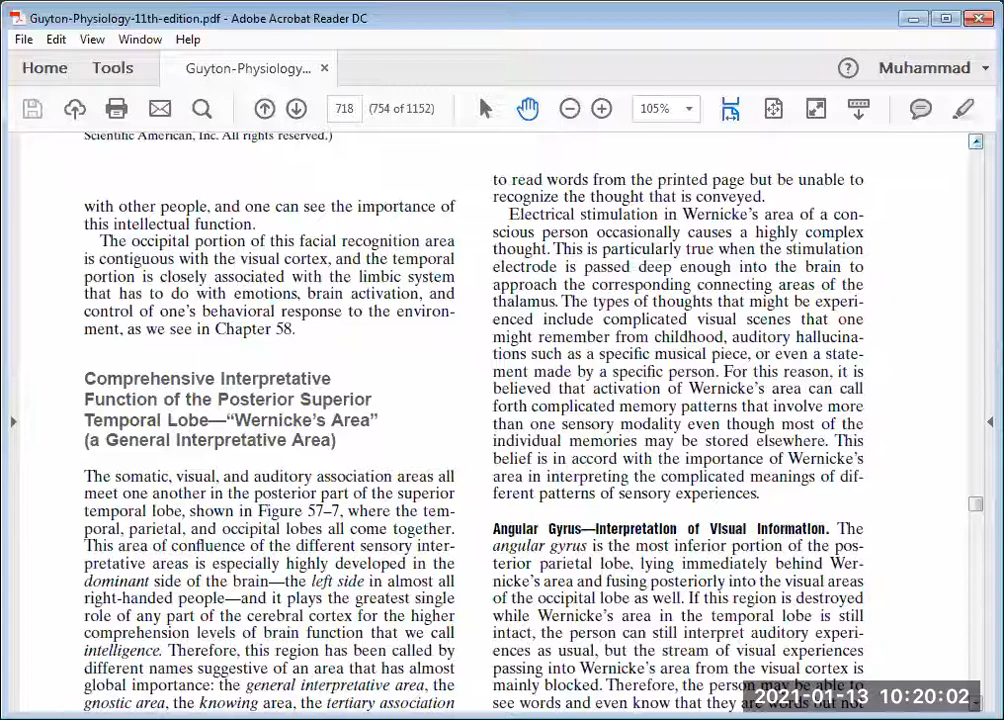 Guyton-Physiology-11th-edition.pdf - Adobe Acrobat Reader DC
File Edit View Window Help
Home Tools Guyton-Physiology... × ? Muhammad
718 (754 of 1152) 105%
Scientific American, Inc. All rights reserved.)
with other people, and one can see the importance of
this intellectual function.
The occipital portion of this facial recognition area
is contiguous with the visual cortex, and the temporal
portion is closely associated with the limbic system
that has to do with emotions, brain activation, and
control of one's behavioral response to the environ-
ment, as we see in Chapter 58.
Comprehensive Interpretative
Function of the Posterior Superior
Temporal Lobe—“Wernicke's Area”
(a General Interpretative Area)
The somatic, visual, and auditory association areas all
meet one another in the posterior part of the superior
temporal lobe, shown in Figure 57–7, where the tem-
poral, parietal, and occipital lobes all come together.
This area of confluence of the different sensory inter-
pretative areas is especially highly developed in the
dominant side of the brain—the left side in almost all
right-handed people—and it plays the greatest single
role of any part of the cerebral cortex for the higher
comprehension levels of brain function that we call
intelligence. Therefore, this region has been called by
different names suggestive of an area that has almost
global importance: the general interpretative area, the
gnostic area, the knowing area, the tertiary association
to read words from the printed page but be unable to
recognize the thought that is conveyed.
Electrical stimulation in Wernicke's area of a con-
scious person occasionally causes a highly complex
thought. This is particularly true when the stimulation
electrode is passed deep enough into the brain to
approach the corresponding connecting areas of the
thalamus. The types of thoughts that might be experi-
enced include complicated visual scenes that one
might remember from childhood, auditory hallucina-
tions such as a specific musical piece, or even a state-
ment made by a specific person. For this reason, it is
believed that activation of Wernicke's area can call
forth complicated memory patterns that involve more
than one sensory modality even though most of the
individual memories may be stored elsewhere. This
belief is in accord with the importance of Wernicke's
area in interpreting the complicated meanings of dif-
ferent patterns of sensory experiences.
Angular Gyrus—Interpretation of Visual Information. The
angular gyrus is the most inferior portion of the pos-
terior parietal lobe, lying immediately behind Wer-
nicke's area and fusing posteriorly into the visual areas
of the occipital lobe as well. If this region is destroyed
while Wernicke's area in the temporal lobe is still
intact, the person can still interpret auditory experi-
ences as usual, but the stream of visual experiences
passing into Wernicke's area from the visual cortex is
mainly blocked. Therefore, the person may be able to
see words and even know that they are words but not
2021-01-13 10:20:02